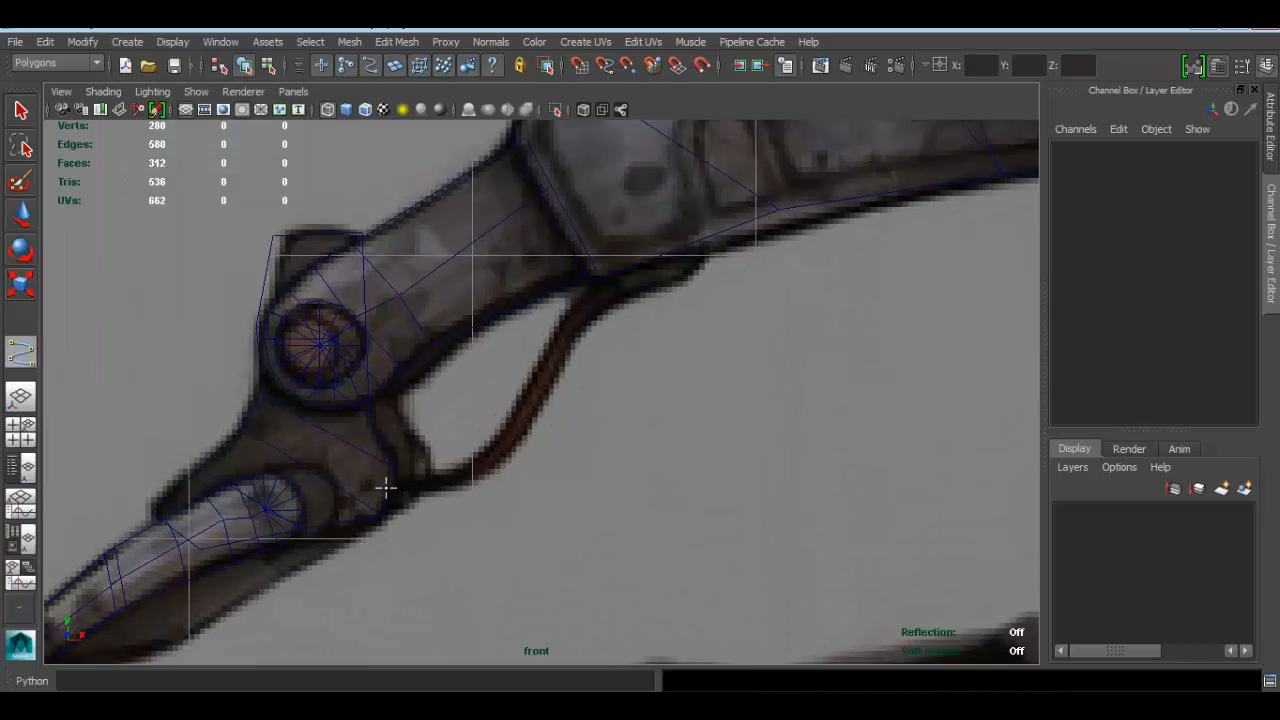 File Edit Modify Create Display Window Assets Select Mesh Edit Mesh Proxy Normals Color Create UVs Edit UVs Muscle Pipeline Cache Help
Polygons X: Y: Z:
View Shading Lighting Show Renderer Panels
Channel Box / Layer Editor
Channels Edit Object Show
Verts: 280 0 0
Edges: 580 0 0
Faces: 312 0 0
Tris: 536 0 0
UVs: 662 0 0
Attribute Editor
Channel Box / Layer Editor
Display Render Anim
Layers Options Help
Reflection: Off
front
Off
Python